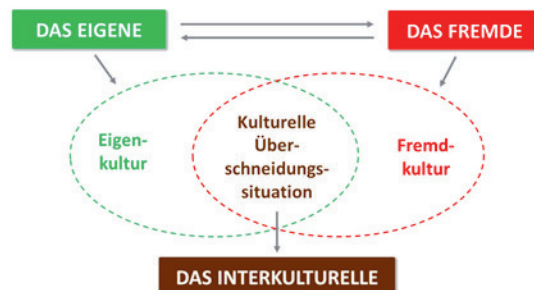 DAS EIGENE
DAS FREMDE
Eigen-
kultur
Kulturelle
Über-
schneidungs-
situation
Fremd-
kultur
DAS INTERKULTURELLE